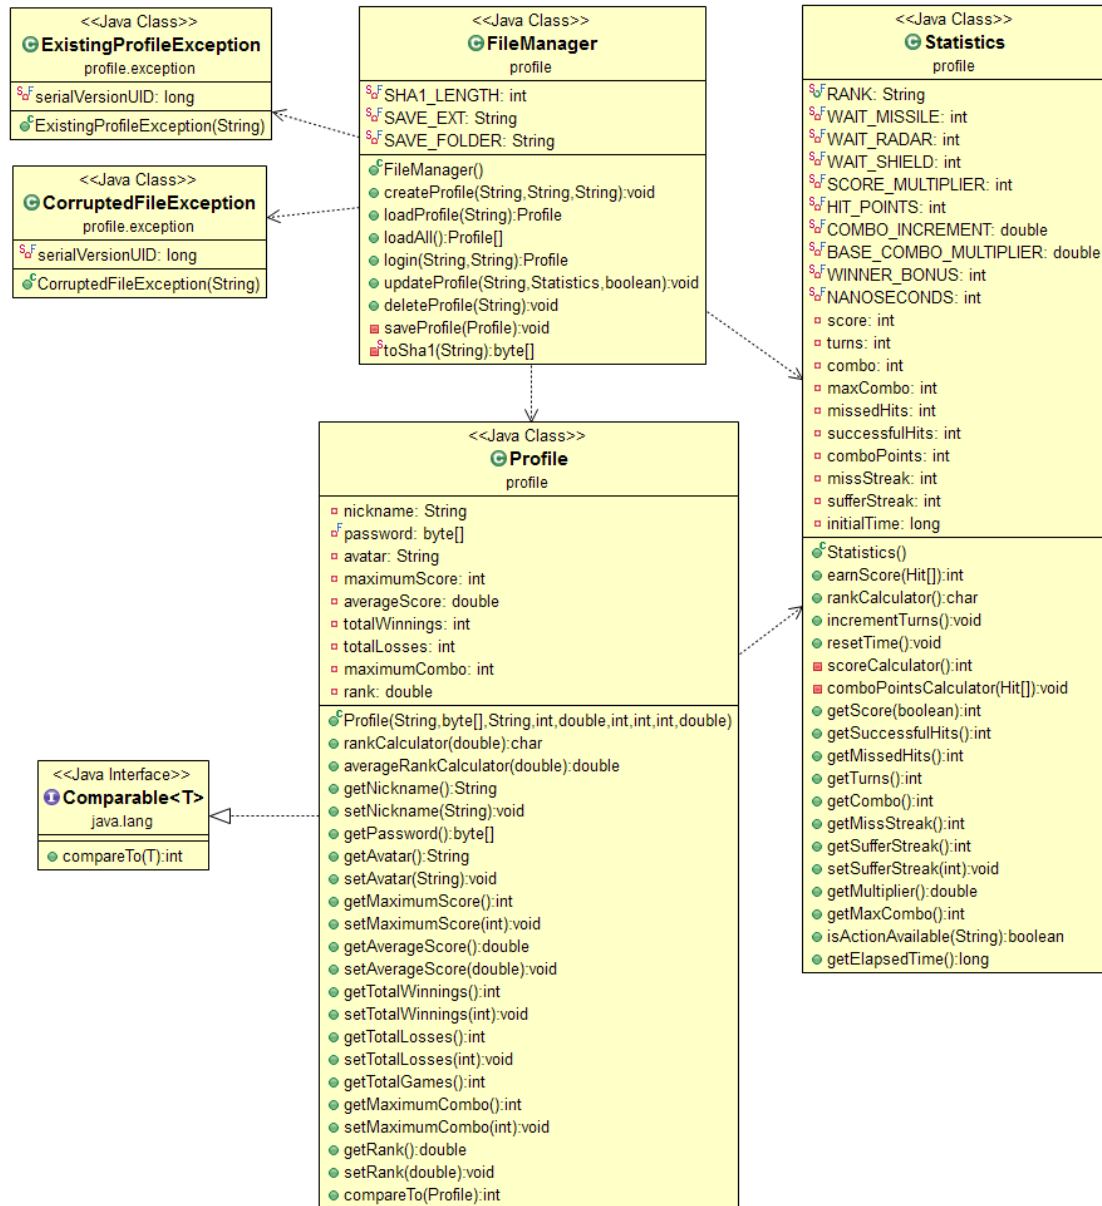 <<Java Class>>
ExistingProfileException
profile.exception
serialVersionUID: long
ExistingProfileException(String)
<<Java Class>>
CorruptedFileException
profile.exception
serialVersionUID: long
CorruptedFileException(String)
<<Java Class>>
FileManager
profile
SHA1_LENGTH: int
SAVE_EXT: String
SAVE_FOLDER: String
FileManager()
createProfile(String,String,String):void
loadProfile(String):Profile
loadAll():Profile[]
login(String,String):Profile
updateProfile(String,Statistics,boolean):void
deleteProfile(String):void
saveProfile(Profile):void
toSha1(String):byte[]
<<Java Class>>
Statistics
profile
RANK: String
WAIT_MISSILE: int
WAIT_RADAR: int
WAIT_SHIELD: int
SCORE_MULTIPLIER: int
HIT_POINTS: int
COMBO_INCREMENT: double
BASE_COMBO_MULTIPLIER: double
WINNER_BONUS: int
NANOSECONDS: int
score: int
turns: int
combo: int
maxCombo: int
missedHits: int
successfulHits: int
comboPoints: int
missStreak: int
sufferStreak: int
initialTime: long
Statistics()
earnScore(Hit[]):int
rankCalculator():char
incrementTurns():void
resetTime():void
scoreCalculator():int
comboPointsCalculator(Hit[]):void
getScore(boolean):int
getSuccessfulHits():int
getMissedHits():int
getTurns():int
getCombo():int
getMissStreak():int
getSufferStreak():int
setSufferStreak(int):void
getMultiplier():double
getMaxCombo():int
isActionAvailable(String):boolean
getElapsedTime():long
<<Java Class>>
Profile
profile
nickname: String
password: byte[]
avatar: String
maximumScore: int
averageScore: double
totalWinnings: int
totalLosses: int
maximumCombo: int
rank: double
Profile(String,byte[],String,int,double,int,int,int,double)
rankCalculator(double):char
averageRankCalculator(double):double
getNickname():String
setNickname(String):void
getPassword():byte[]
getAvatar():String
setAvatar(String):void
getMaximumScore():int
setMaximumScore(int):void
getAverageScore():double
setAverageScore(double):void
getTotalWinnings():int
setTotalWinnings(int):void
getTotalLosses():int
setTotalLosses(int):void
getTotalGames():int
getMaximumCombo():int
setMaximumCombo(int):void
getRank():double
setRank(double):void
compareTo(Profile):int
<<Java Interface>>
Comparable<T>
java.lang
compareTo(T):int